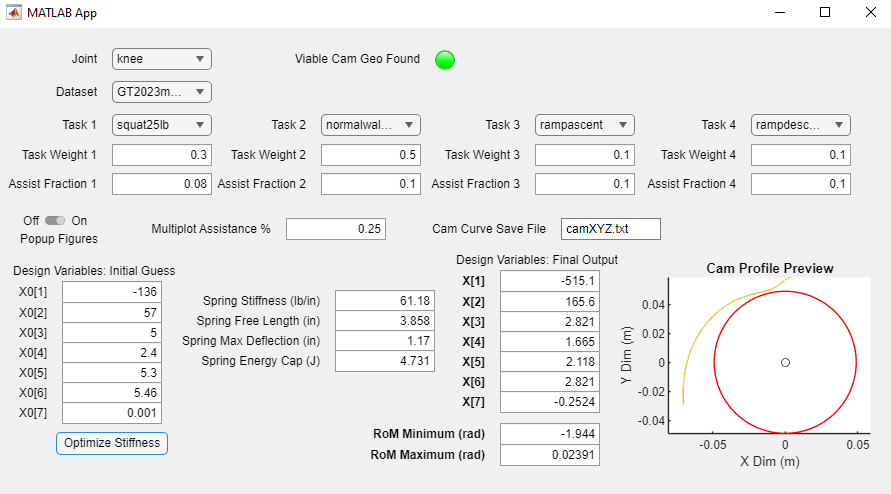 MATLAB App
Joint knee Viable Cam Geo Found
Dataset GT2023m...
Task 1 squat25lb Task 2 normalwal... Task 3 rampascent Task 4 rampdesc...
Task Weight 1 0.3 Task Weight 2 0.5 Task Weight 3 0.1 Task Weight 4 0.1
Assist Fraction 1 0.08 Assist Fraction 2 0.1 Assist Fraction 3 0.1 Assist Fraction 4 0.1
Off On
Popup Figures
Multiplot Assistance % 0.25 Cam Curve Save File camXYZ.txt
Design Variables: Initial Guess
X0[1] -136
X0[2] 57
X0[3] 5
X0[4] 2.4
X0[5] 5.3
X0[6] 5.46
X0[7] 0.001
Optimize Stiffness
Spring Stiffness (lb/in) 61.18
Spring Free Length (in) 3.858
Spring Max Deflection (in) 1.17
Spring Energy Cap (J) 4.731
Design Variables: Final Output
X[1] -515.1
X[2] 165.6
X[3] 2.821
X[4] 1.665
X[5] 2.118
X[6] 2.821
X[7] -0.2524
RoM Minimum (rad) -1.944
RoM Maximum (rad) 0.02391
Cam Profile Preview
0.04
0.02
0
-0.02
-0.04
Y Dim (m)
-0.05 0 0.05
X Dim (m)